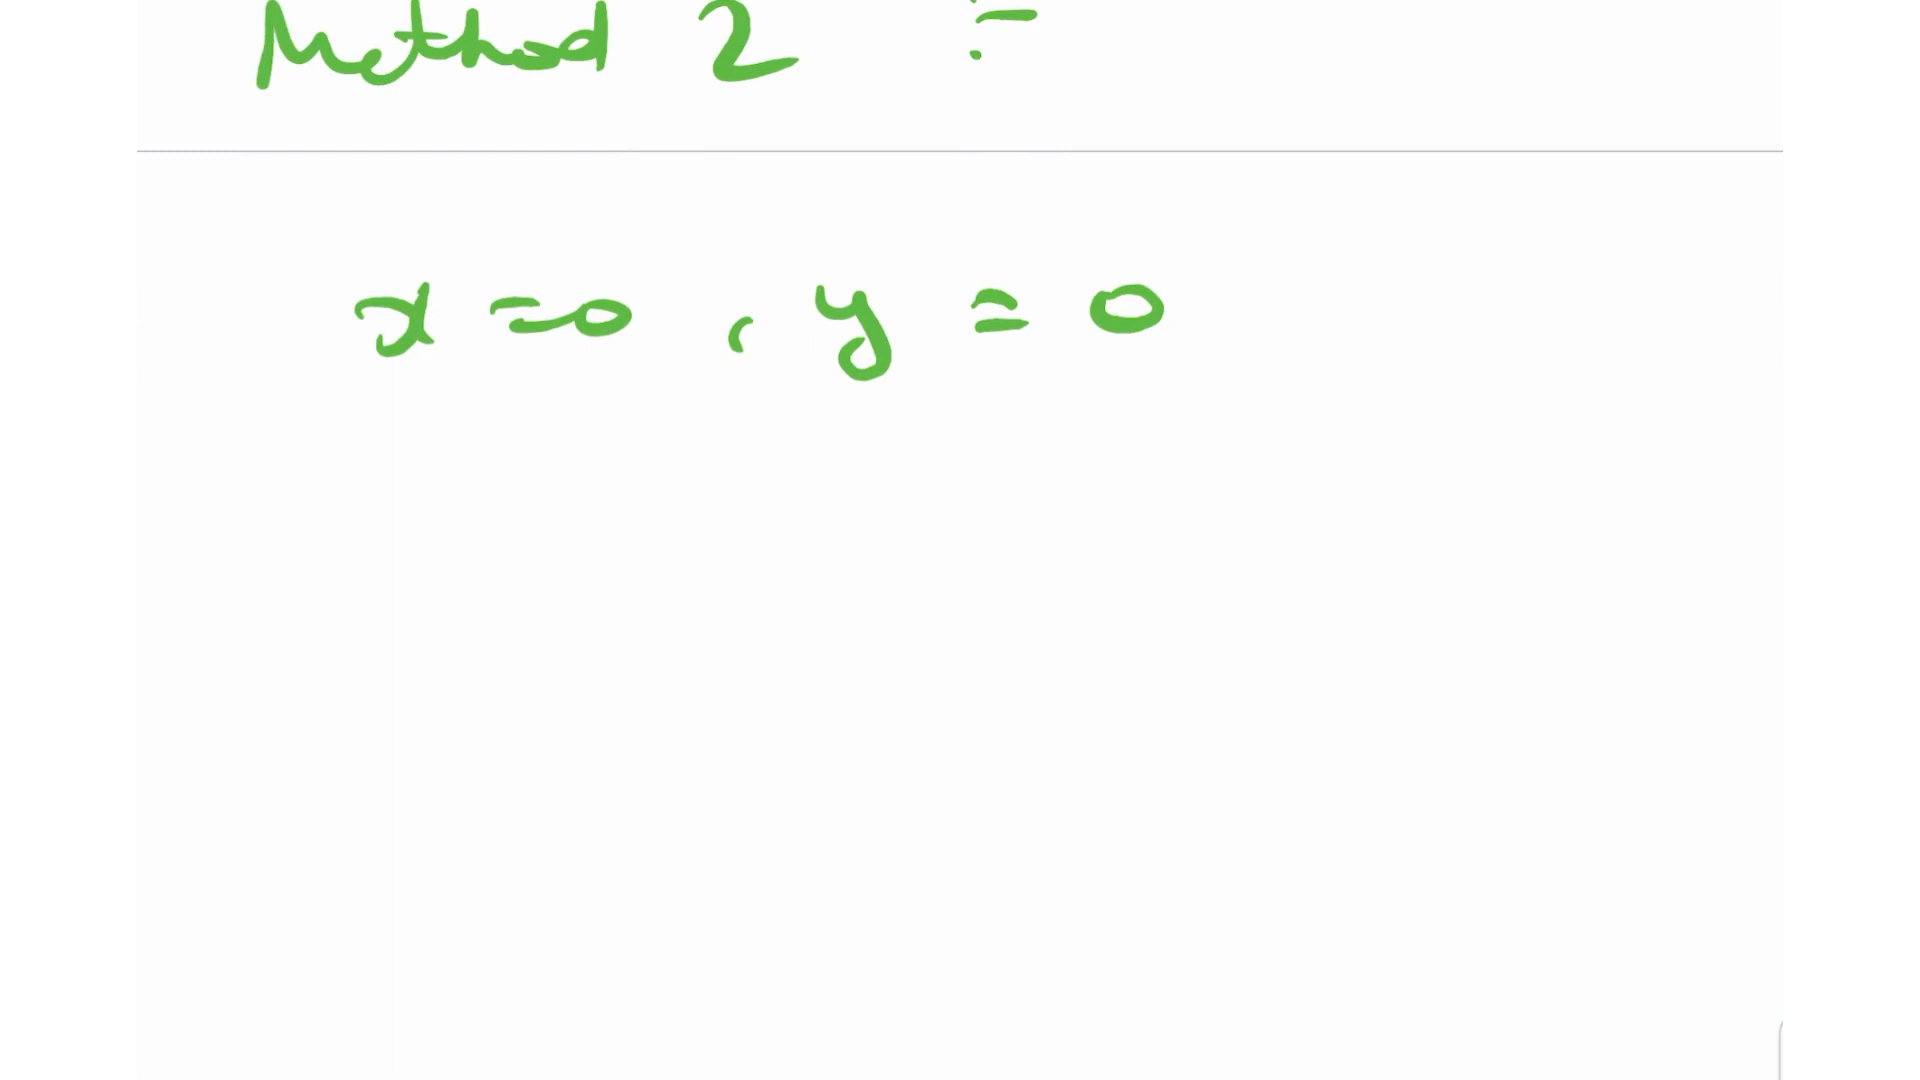 Method 2 :-
x = 0 , y = 0